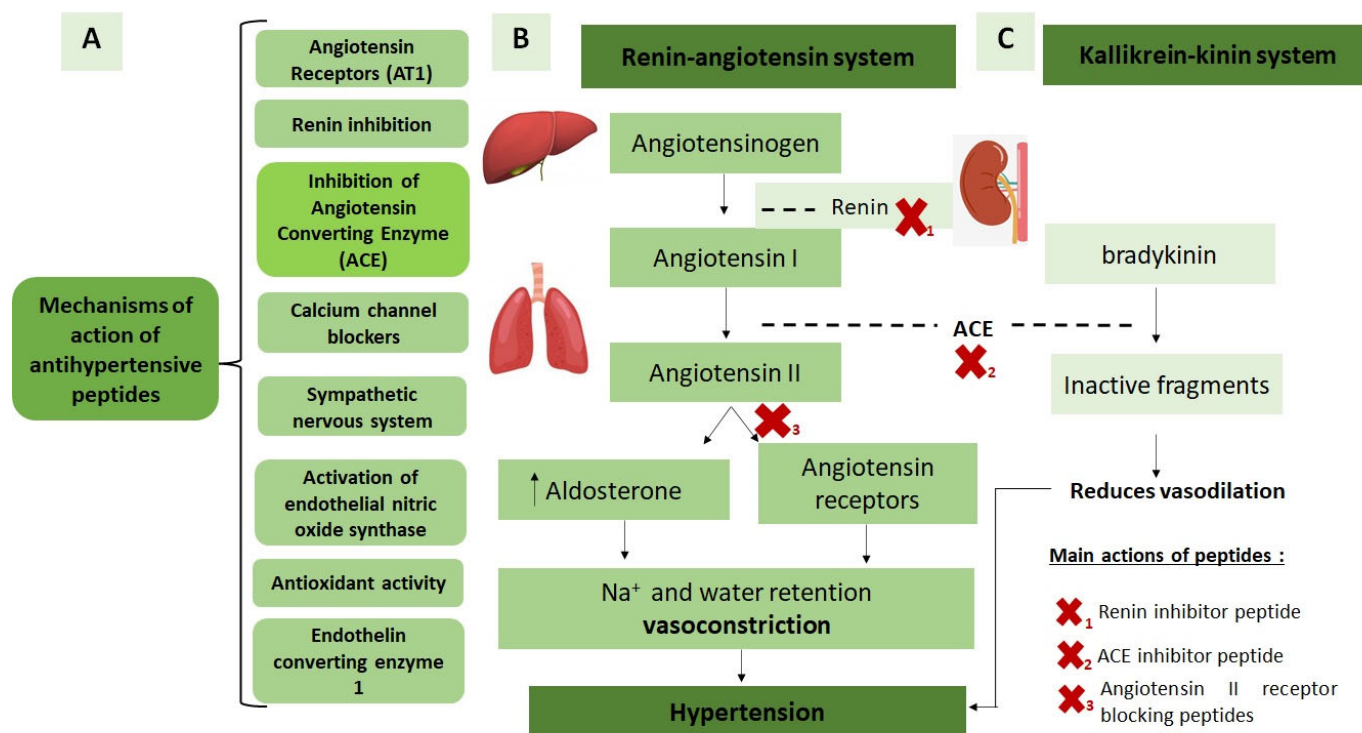 A
Mechanisms of
action of
antihypertensive
peptides
Angiotensin
Receptors (AT1)
Renin inhibition
Inhibition of
Angiotensin
Converting Enzyme
(ACE)
Calcium channel
blockers
Sympathetic
nervous system
Activation of
endothelial nitric
oxide synthase
Antioxidant activity
Endothelin
converting enzyme
1
B
Renin-angiotensin system
Angiotensinogen
Renin
1
Angiotensin I
ACE
2
Angiotensin II
3
↑ Aldosterone
Angiotensin
receptors
Na⁺ and water retention
vasoconstriction
Hypertension
C
Kallikrein-kinin system
bradykinin
Inactive fragments
Reduces vasodilation
Main actions of peptides :
1 Renin inhibitor peptide
2 ACE inhibitor peptide
3 Angiotensin II receptor
blocking peptides